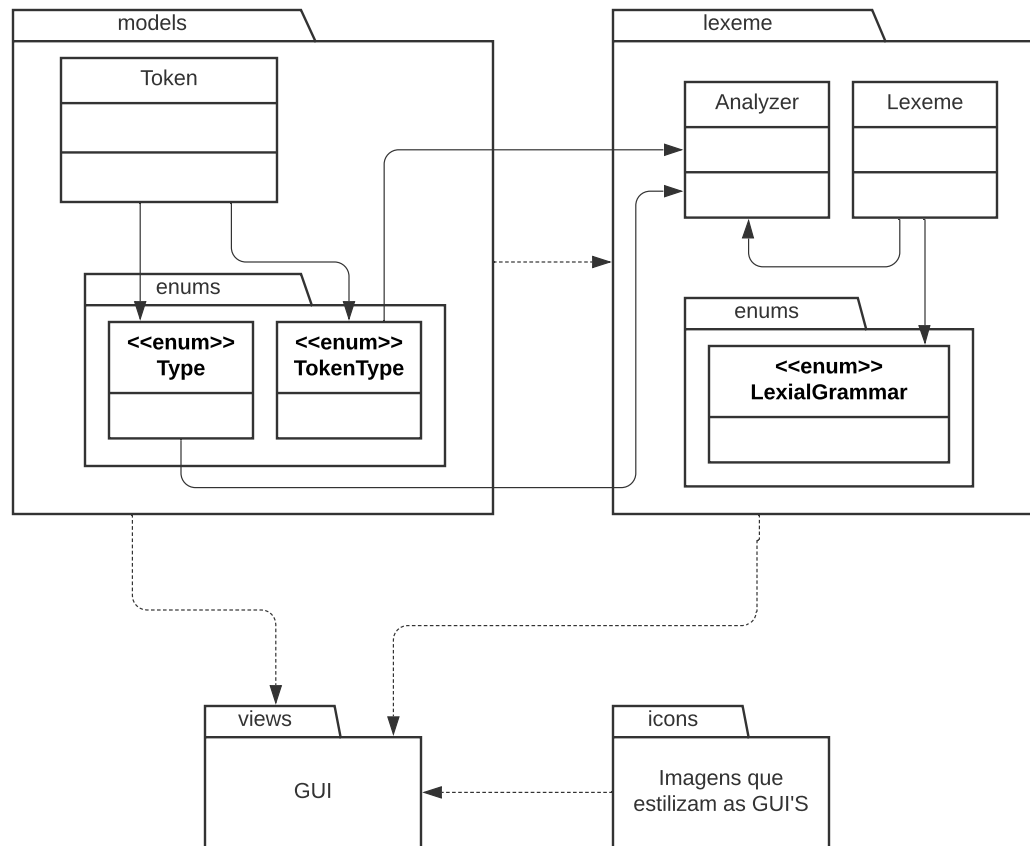 models
Token
enums
<<enum>>
Type
<<enum>>
TokenType
lexeme
Analyzer
Lexeme
enums
<<enum>>
LexialGrammar
views
GUI
icons
Imagens que
estilizam as GUI'S